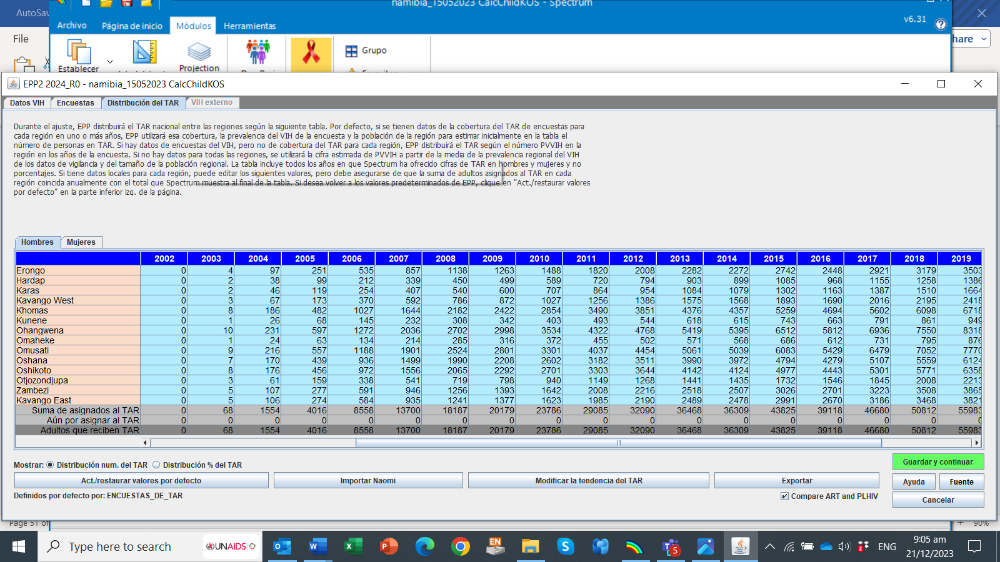 AutoSav
namibia_15052023 CalcChildKOS - Spectrum
Archivo Página de inicio Módulos Herramientas
v6.31
File
hare
Establecer
Projection
Grupo
EPP2 2024_R0 - namibia_15052023 CalcChildKOS
Datos VIH Encuestas Distribución del TAR VIH externo
Durante el ajuste, EPP distribuirá el TAR nacional entre las regiones según la siguiente tabla. Por defecto, si se tienen datos de la cobertura del TAR de encuestas para
cada región en uno o más años, EPP utilizará esa cobertura, la prevalencia del VIH de la encuesta y la población de la región para estimar inicialmente en la tabla el
número de personas en TAR. Si hay datos de encuestas del VIH, pero no de cobertura del TAR para cada región, EPP distribuirá el TAR según el número PVVIH en la
región en los años de la encuesta. Si no hay datos para todas las regiones, se utilizará la cifra estimada de PVVIH a partir de la media de la prevalencia regional del VIH
de los datos de vigilancia y del tamaño de la población regional. La tabla incluye todos los años en que Spectrum ha ofrecido cifras de TAR en hombres y mujeres y no
porcentajes. Si tiene datos locales para cada región, puede editar los siguientes valores, pero debe asegurarse de que la suma de adultos asignados al TAR en cada
región coincida anualmente con el total que Spectrum muestra al final de la tabla. Si desea volver a los valores predeterminados de EPP, clique en "Act./restaurar valores
por defecto" en la parte inferior izq. de la página.
Hombres Mujeres
2002 2003 2004 2005 2006 2007 2008 2009 2010 2011 2012 2013 2014 2015 2016 2017 2018 2019
Erongo 0 4 97 251 535 857 1138 1263 1488 1820 2008 2282 2272 2742 2448 2921 3179 3503
Hardap 0 2 38 99 212 339 450 499 589 720 794 903 899 1085 968 1155 1258 1386
Karas 0 2 46 119 254 407 540 600 707 864 954 1084 1079 1302 1163 1387 1510 1664
Kavango West 0 3 67 173 370 592 786 872 1027 1256 1386 1575 1568 1893 1690 2016 2195 2418
Khomas 0 8 186 482 1027 1644 2182 2422 2854 3490 3851 4376 4357 5259 4694 5602 6098 6718
Kunene 0 1 26 68 145 232 308 342 403 493 544 618 615 743 663 791 861 949
Ohangwena 0 10 231 597 1272 2036 2702 2998 3534 4322 4768 5419 5395 6512 5812 6936 7550 8318
Omaheke 0 1 24 63 134 214 285 316 372 455 502 571 568 686 612 731 795 876
Omusati 0 9 216 557 1188 1901 2524 2801 3301 4037 4454 5061 5039 6083 5429 6479 7052 7770
Oshana 0 7 170 439 936 1499 1990 2208 2602 3182 3511 3990 3972 4794 4279 5107 5559 6124
Oshikoto 0 8 176 456 972 1556 2065 2292 2701 3303 3644 4142 4124 4977 4443 5301 5771 6358
Otjozondjupa 0 3 61 159 338 541 719 798 940 1149 1268 1441 1435 1732 1546 1845 2008 2213
Zambezi 0 5 107 277 591 946 1256 1393 1642 2008 2216 2518 2507 3026 2701 3223 3508 3865
Kavango East 0 5 106 274 584 935 1241 1377 1623 1985 2190 2489 2478 2991 2670 3186 3468 3821
Suma de asignados al TAR 0 68 1554 4016 8558 13700 18187 20179 23786 29085 32090 36468 36309 43825 39118 46680 50812 55983
Aún por asignar al TAR 0 0 0 0 0 0 0 0 0 0 0 0 0 0 0 0 0 0
Adultos que reciben TAR 0 68 1554 4016 8558 13700 18187 20179 23786 29085 32090 36468 36309 43825 39118 46680 50812 55983
Mostrar: Distribución num. del TAR Distribución % del TAR
Guardar y continuar
Act./restaurar valores por defecto Importar Naomi Modificar la tendencia del TAR Exportar
Ayuda Fuente
Definidos por defecto por: ENCUESTAS_DE_TAR
Compare ART and PLHIV
Cancelar
Page 51 of
90%
Type here to search
UNAIDS
EN
5
2
ENG
9:05 am
21/12/2023